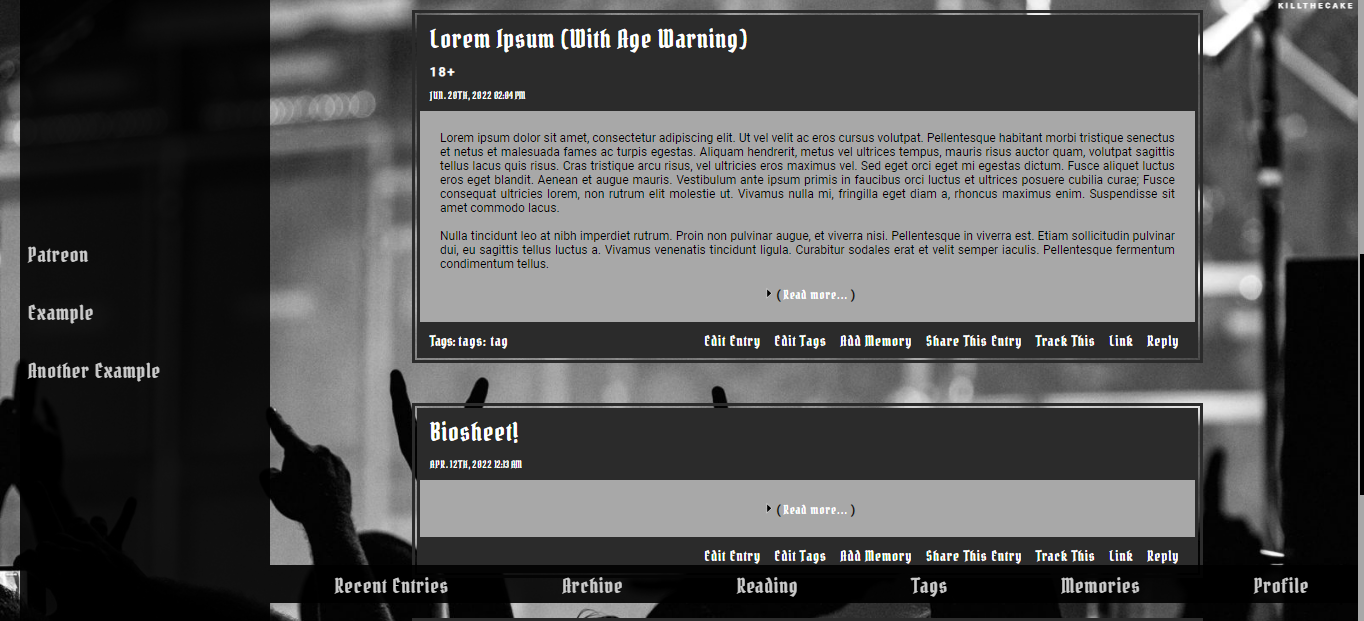 KILLTHECAKE
Lorem Ipsum (With Age Warning)
18+
JUN. 20TH, 2022 02:04 PM
Lorem ipsum dolor sit amet, consectetur adipiscing elit. Ut vel velit ac eros cursus volutpat. Pellentesque habitant morbi tristique senectus
et netus et malesuada fames ac turpis egestas. Aliquam hendrerit, metus vel ultrices tempus, mauris risus auctor quam, volutpat sagittis
tellus lacus quis risus. Cras tristique arcu risus, vel ultricies eros maximus vel. Sed eget orci eget mi egestas dictum. Fusce aliquet luctus
eros eget blandit. Aenean et augue mauris. Vestibulum ante ipsum primis in faucibus orci luctus et ultrices posuere cubilia curae; Fusce
consequat ultricies lorem, non rutrum elit molestie ut. Vivamus nulla mi, fringilla eget diam a, rhoncus maximus enim. Suspendisse sit
amet commodo lacus.
Nulla tincidunt leo at nibh imperdiet rutrum. Proin non pulvinar augue, et viverra nisi. Pellentesque in viverra est. Etiam sollicitudin pulvinar
dui, eu sagittis tellus luctus a. Vivamus venenatis tincidunt ligula. Curabitur sodales erat et velit semper iaculis. Pellentesque fermentum
condimentum tellus.
( Read more... )
Tags: tags: tag
Edit Entry Edit Tags Add Memory Share This Entry Track This Link Reply
Patreon
Example
Another Example
Biosheet!
APR. 12TH, 2022 12:13 AM
( Read more... )
Edit Entry Edit Tags Add Memory Share This Entry Track This Link Reply
Recent Entries Archive Reading Tags Memories Profile